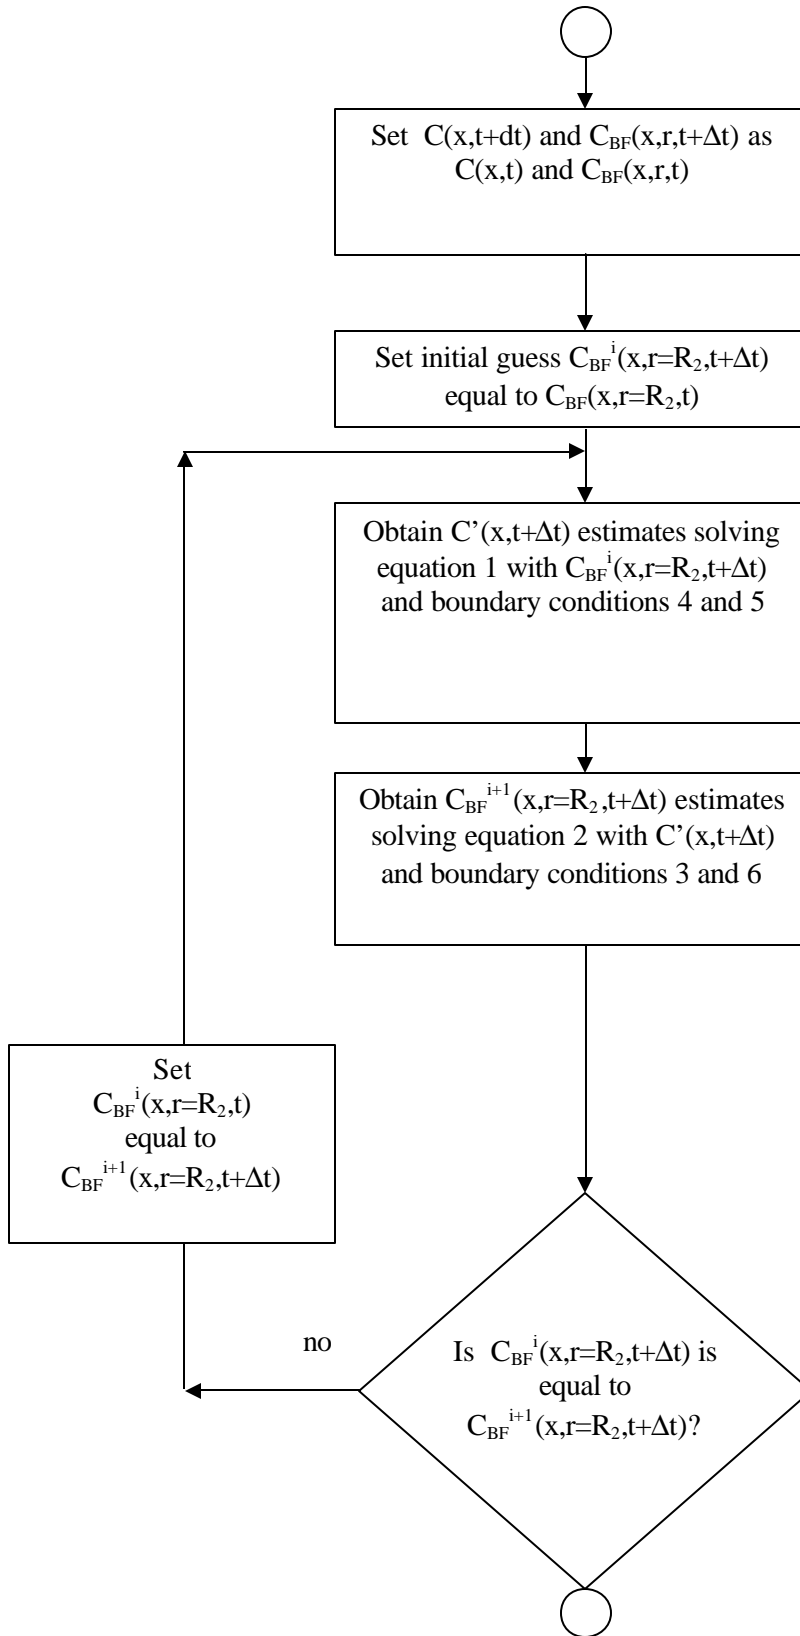 Set C(x,t+dt) and C_BF(x,r,t+Δt) as
C(x,t) and C_BF(x,r,t)
Set initial guess C_BF^i(x,r=R_2,t+Δt)
equal to C_BF(x,r=R_2,t)
Obtain C’(x,t+Δt) estimates solving
equation 1 with C_BF^i(x,r=R_2,t+Δt)
and boundary conditions 4 and 5
Obtain C_BF^i+1(x,r=R_2,t+Δt) estimates
solving equation 2 with C’(x,t+Δt)
and boundary conditions 3 and 6
Set
C_BF^i(x,r=R_2,t)
equal to
C_BF^i+1(x,r=R_2,t+Δt)
no
Is C_BF^i(x,r=R_2,t+Δt) is
equal to
C_BF^i+1(x,r=R_2,t+Δt)?